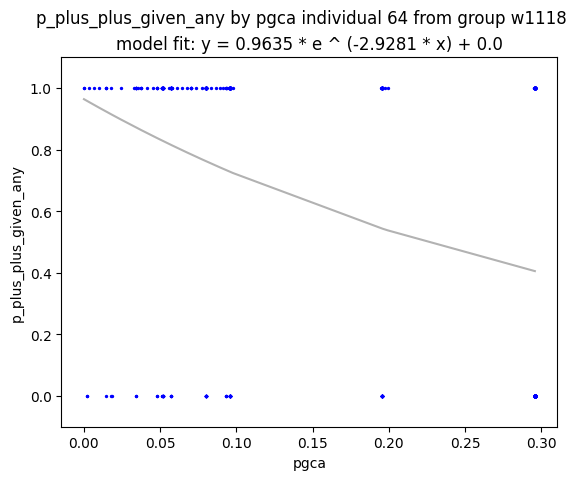 p_plus_plus_given_any by pgca individual 64 from group w1118
model fit: y = 0.9635 * e ^ (-2.9281 * x) + 0.0
p_plus_plus_given_any
1.0
0.8
0.6
0.4
0.2
0.0
0.00 0.05 0.10 0.15 0.20 0.25 0.30
pgca